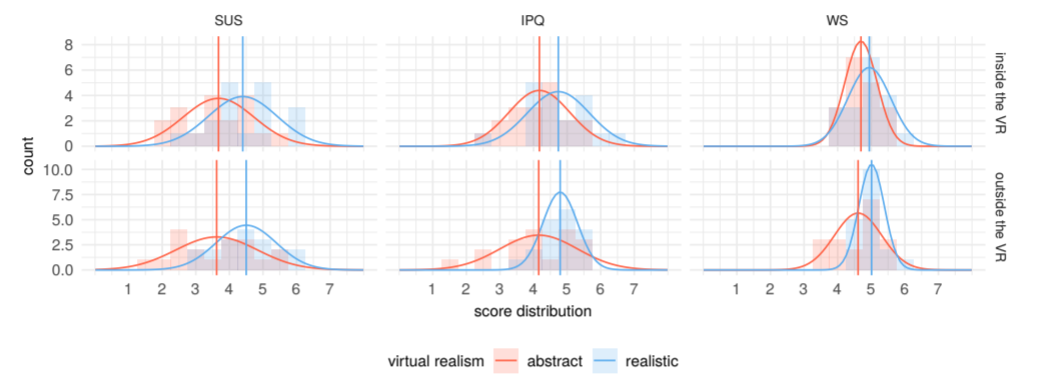 SUS IPQ WS
8
6
4
2
0
inside the VR
count
10.0
7.5
5.0
2.5
0.0
outside the VR
1 2 3 4 5 6 7 1 2 3 4 5 6 7 1 2 3 4 5 6 7
score distribution
virtual realism abstract realistic